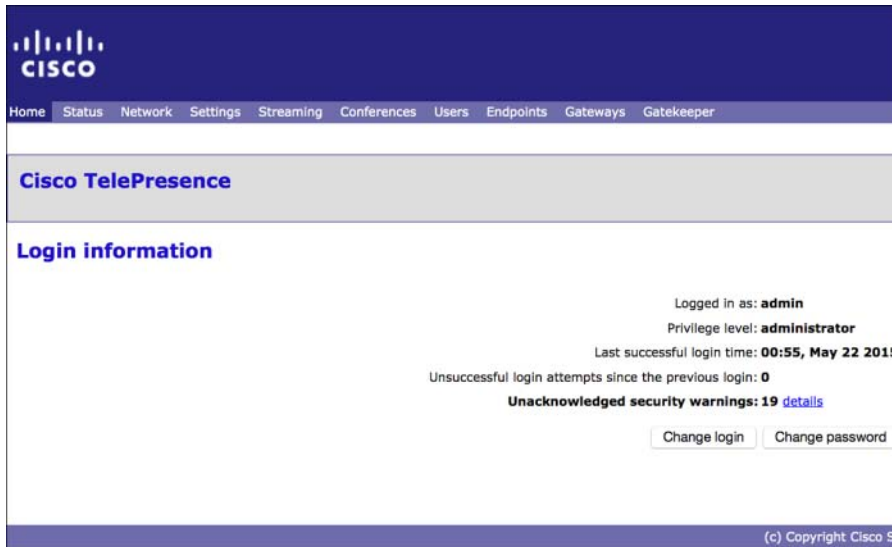 CISCO
Home Status Network Settings Streaming Conferences Users Endpoints Gateways Gatekeeper
Cisco TelePresence
Login information
Logged in as: admin
Privilege level: administrator
Last successful login time: 00:55, May 22 201
Unsuccessful login attempts since the previous login: 0
Unacknowledged security warnings: 19 details
Change login Change password
(c) Copyright Cisco